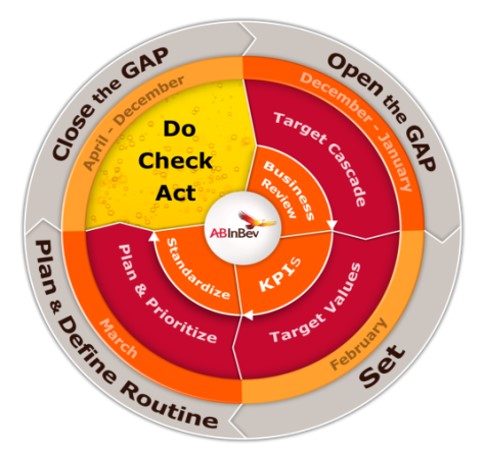 Open the GAP
December - January
Target Cascade
Business
Review
Set
February
Target Values
KPIs
Plan & Define Routine
March
Plan & Prioritize
Standardize
Close the GAP
April - December
Do
Check
Act
ABInBev